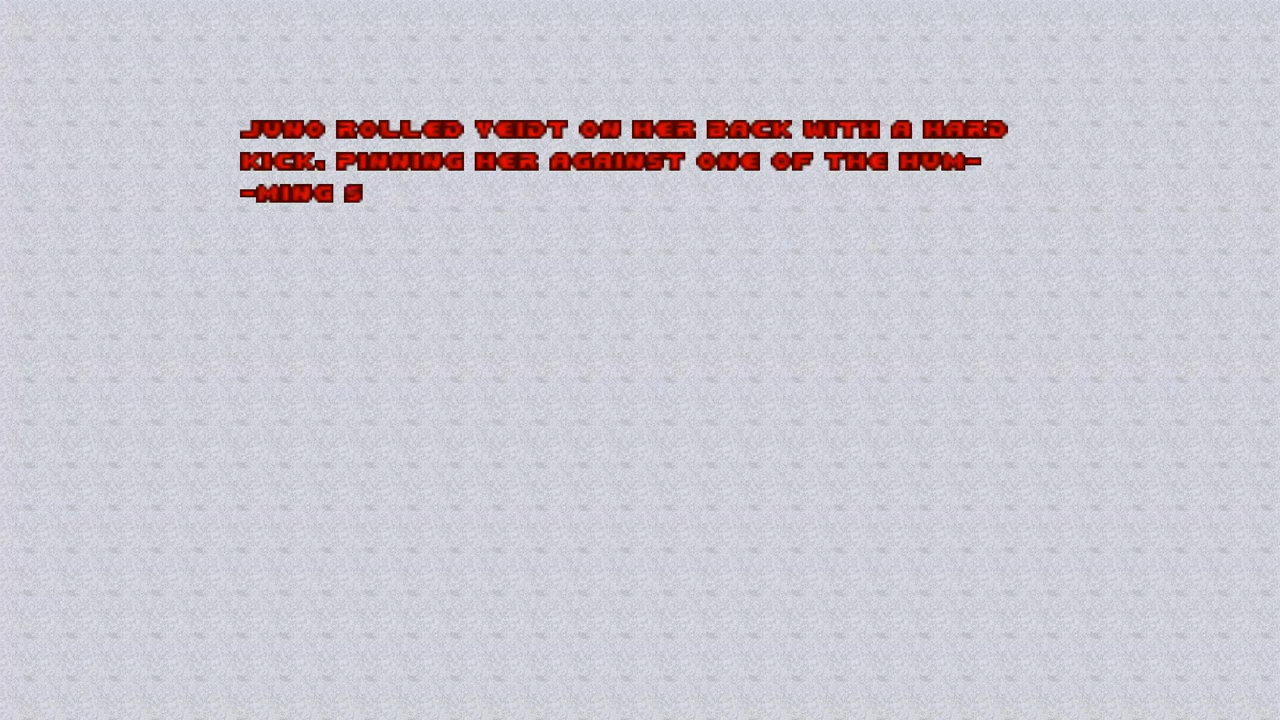 JUNO ROLLED VEIDT ON HER BACK WITH A HARD
KICK, PINNING HER AGAINST ONE OF THE HUM-
-MING S